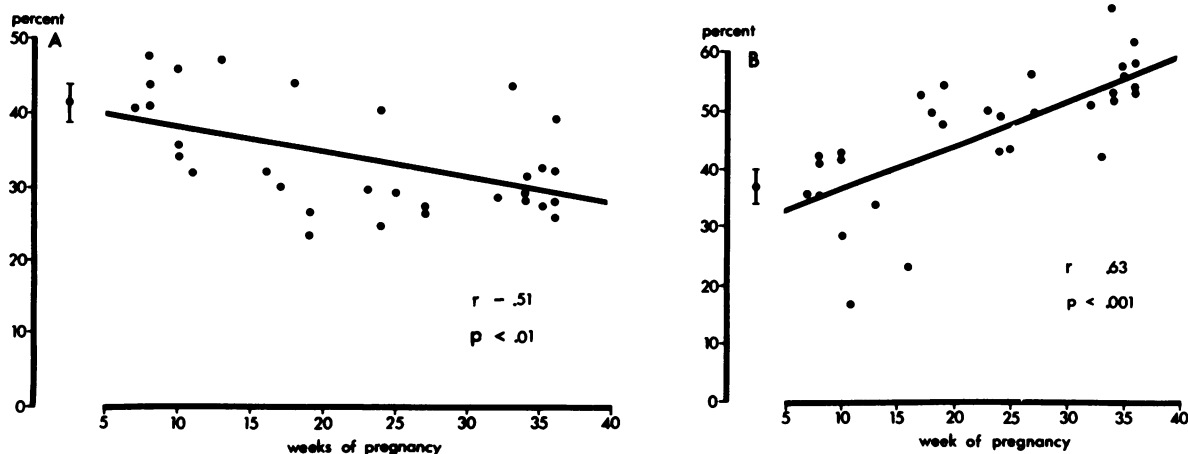 percent
A
50
40
30
20
10
0
r - .51
p < .01
5 10 15 20 25 30 35 40
weeks of pregnancy
percent
B
60
50
40
30
20
10
0
r .63
p < .001
5 10 15 20 25 30 35 40
week of pregnancy